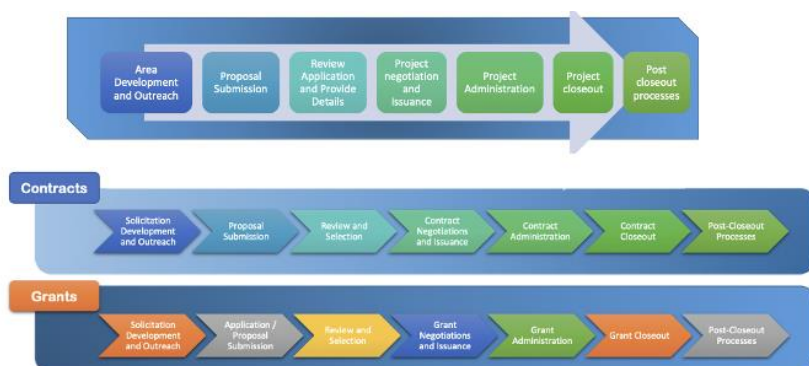 Area
Development
and Outreach
Proposal
Submission
Review
Application
and Provide
Details
Project
negotiation
and
Issuance
Project
Administration
Project
closeout
Post
closeout
processes
Contracts
Solicitation
Development
and Outreach
Proposal
Submission
Review and
Selection
Contract
Negotiations
and Issuance
Contract
Administration
Contract
Closeout
Post-Closeout
Processes
Grants
Solicitation
Development
and Outreach
Application /
Proposal
Submission
Review and
Selection
Grant
Negotiations
and Issuance
Grant
Administration
Grant Closeout
Post-Closeout
Processes